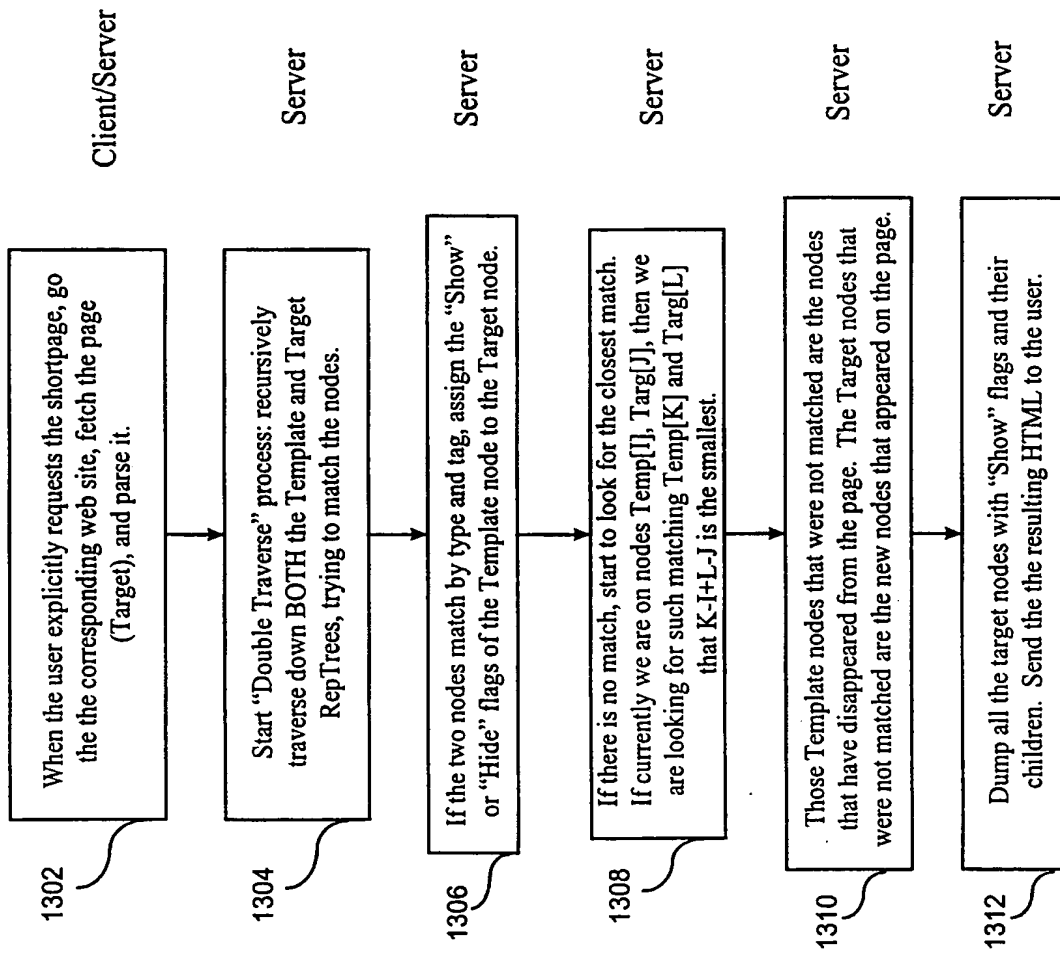 1302
When the user explicitly requests the shortpage, go
the the corresponding web site, fetch the page
(Target), and parse it.
Client/Server
1304
Start “Double Traverse” process: recursively
traverse down BOTH the Template and Target
RepTrees, trying to match the nodes.
Server
1306
If the two nodes match by type and tag, assign the “Show”
or “Hide” flags of the Template node to the Target node.
Server
1308
If there is no match, start to look for the closest match.
If currently we are on nodes Temp[I], Targ[J], then we
are looking for such matching Temp[K] and Targ[L]
that K-I+L-J is the smallest.
Server
1310
Those Template nodes that were not matched are the nodes
that have disappeared from the page. The Target nodes that
were not matched are the new nodes that appeared on the page.
Server
1312
Dump all the target nodes with “Show” flags and their
children. Send the the resulting HTML to the user.
Server